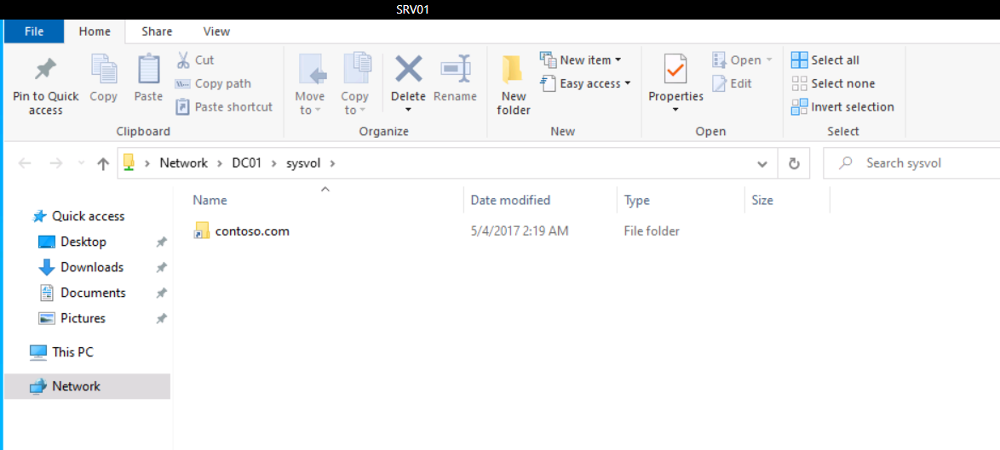 SRV01
File Home Share View
Pin to Quick access
Copy
Paste
Cut
Copy path
Paste shortcut
Clipboard
Move to
Copy to
Delete
Rename
Organize
New folder
New item
Easy access
New
Properties
Open
Edit
Open
Select all
Select none
Invert selection
Select
Network > DC01 > sysvol >
Search sysvol
Name Date modified Type Size
contoso.com 5/4/2017 2:19 AM File folder
Quick access
Desktop
Downloads
Documents
Pictures
This PC
Network